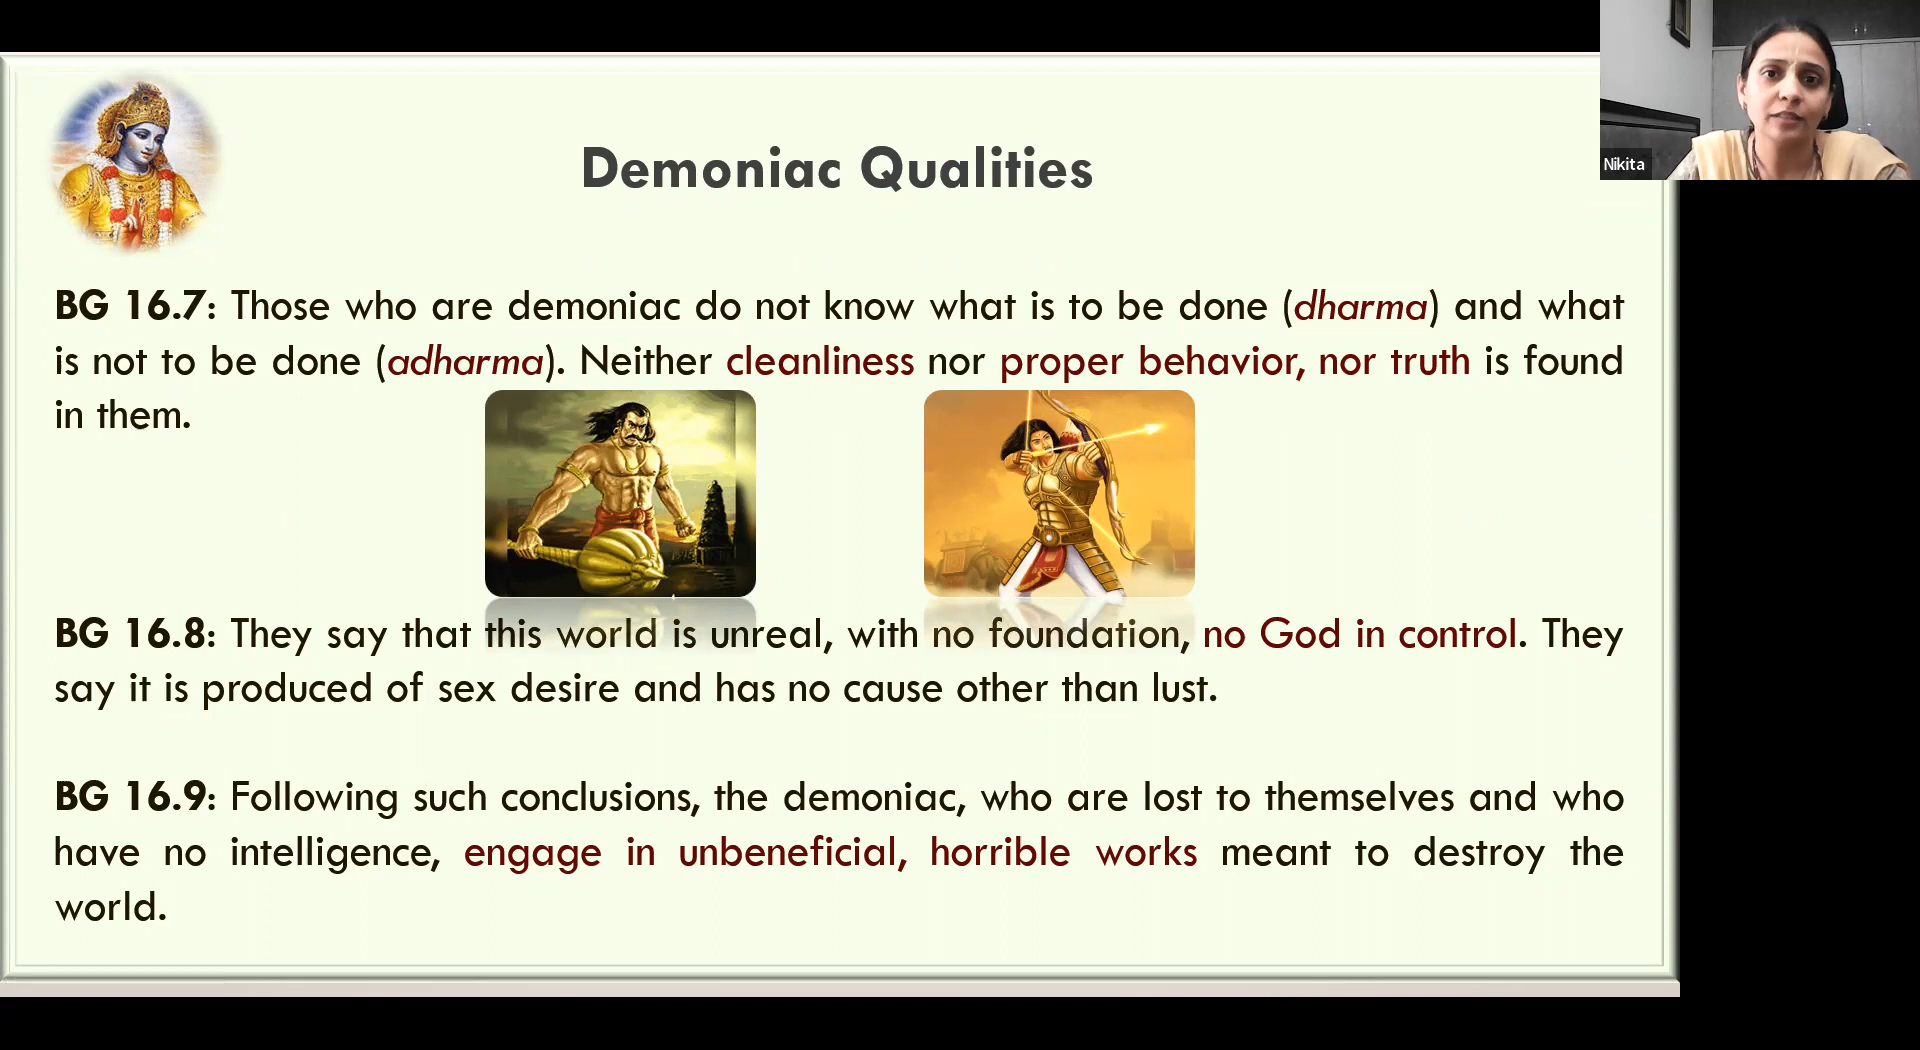 Demoniac Qualities
Nikita
BG 16.7: Those who are demoniac do not know what is to be done (dharma) and what
is not to be done (adharma). Neither cleanliness nor proper behavior, nor truth is found
in them.
BG 16.8: They say that this world is unreal, with no foundation, no God in control. They
say it is produced of sex desire and has no cause other than lust.
BG 16.9: Following such conclusions, the demoniac, who are lost to themselves and who
have no intelligence, engage in unbeneficial, horrible works meant to destroy the
world.